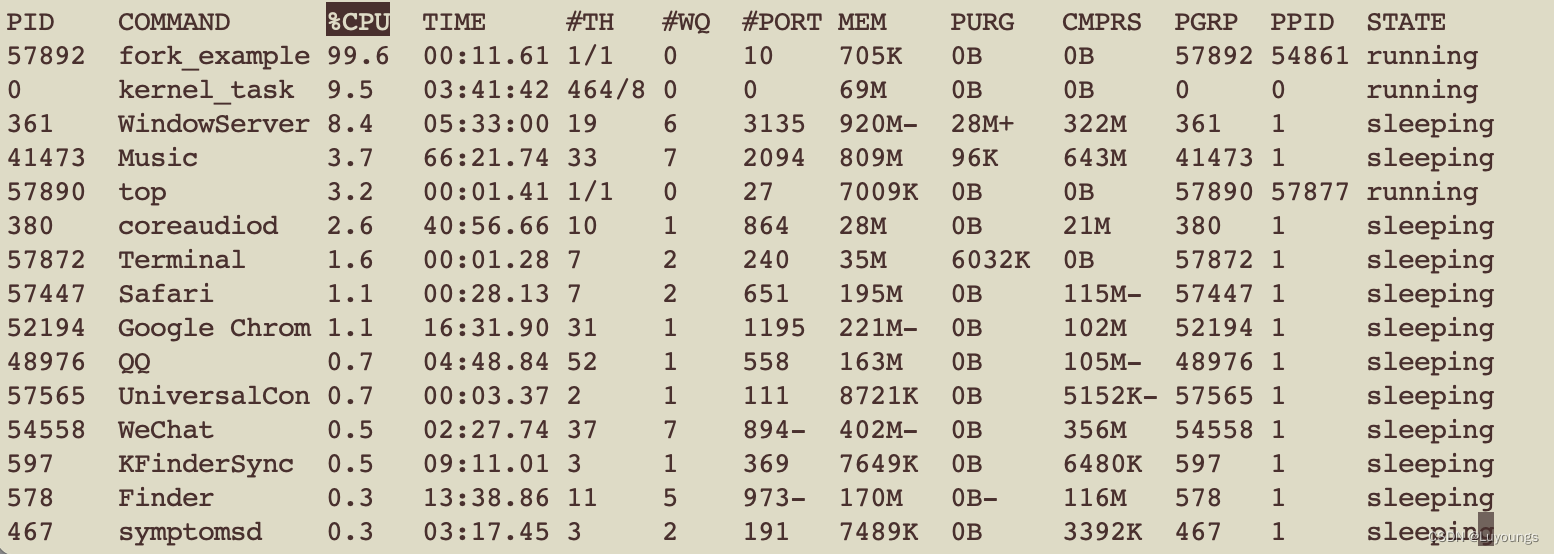 PID COMMAND %CPU TIME #TH #WQ #PORT MEM PURG CMPRS PGRP PPID STATE
57892 fork_example 99.6 00:11.61 1/1 0 10 705K 0B 0B 57892 54861 running
0 kernel_task 9.5 03:41:42 464/8 0 0 69M 0B 0B 0 0 running
361 WindowServer 8.4 05:33:00 19 6 3135 920M- 28M+ 322M 361 1 sleeping
41473 Music 3.7 66:21.74 33 7 2094 809M 96K 643M 41473 1 sleeping
57890 top 3.2 00:01.41 1/1 0 27 7009K 0B 0B 57890 57877 running
380 coreaudiod 2.6 40:56.66 10 1 864 28M 0B 21M 380 1 sleeping
57872 Terminal 1.6 00:01.28 7 2 240 35M 6032K 0B 57872 1 sleeping
57447 Safari 1.1 00:28.13 7 2 651 195M 0B 115M- 57447 1 sleeping
52194 Google Chrom 1.1 16:31.90 31 1 1195 221M- 0B 102M 52194 1 sleeping
48976 QQ 0.7 04:48.84 52 1 558 163M 0B 105M- 48976 1 sleeping
57565 UniversalCon 0.7 00:03.37 2 1 111 8721K 0B 5152K- 57565 1 sleeping
54558 WeChat 0.5 02:27.74 37 7 894- 402M- 0B 356M 54558 1 sleeping
597 KFinderSync 0.5 09:11.01 3 1 369 7649K 0B 6480K 597 1 sleeping
578 Finder 0.3 13:38.86 11 5 973- 170M 0B- 116M 578 1 sleeping
467 symptomsd 0.3 03:17.45 3 2 191 7489K 0B 3392K 467 1 sleeping
CSDN @Luyoungs